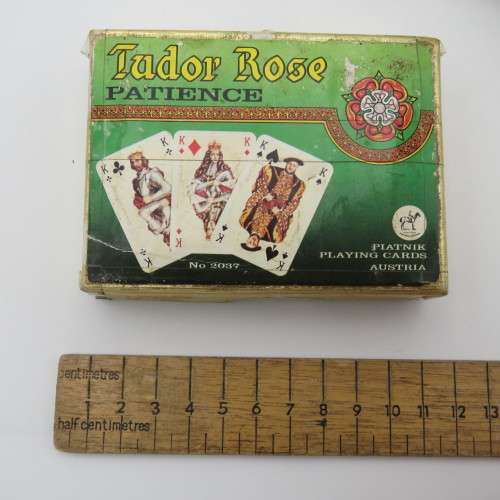 Tudor Rose
PATIENCE
K K K
K K K
No 2037
PIATNIK
PLAYING CARDS
AUSTRIA
centimetres
1 2 3 4 5 6 7 8 9 10 11 12 13
half centimetres